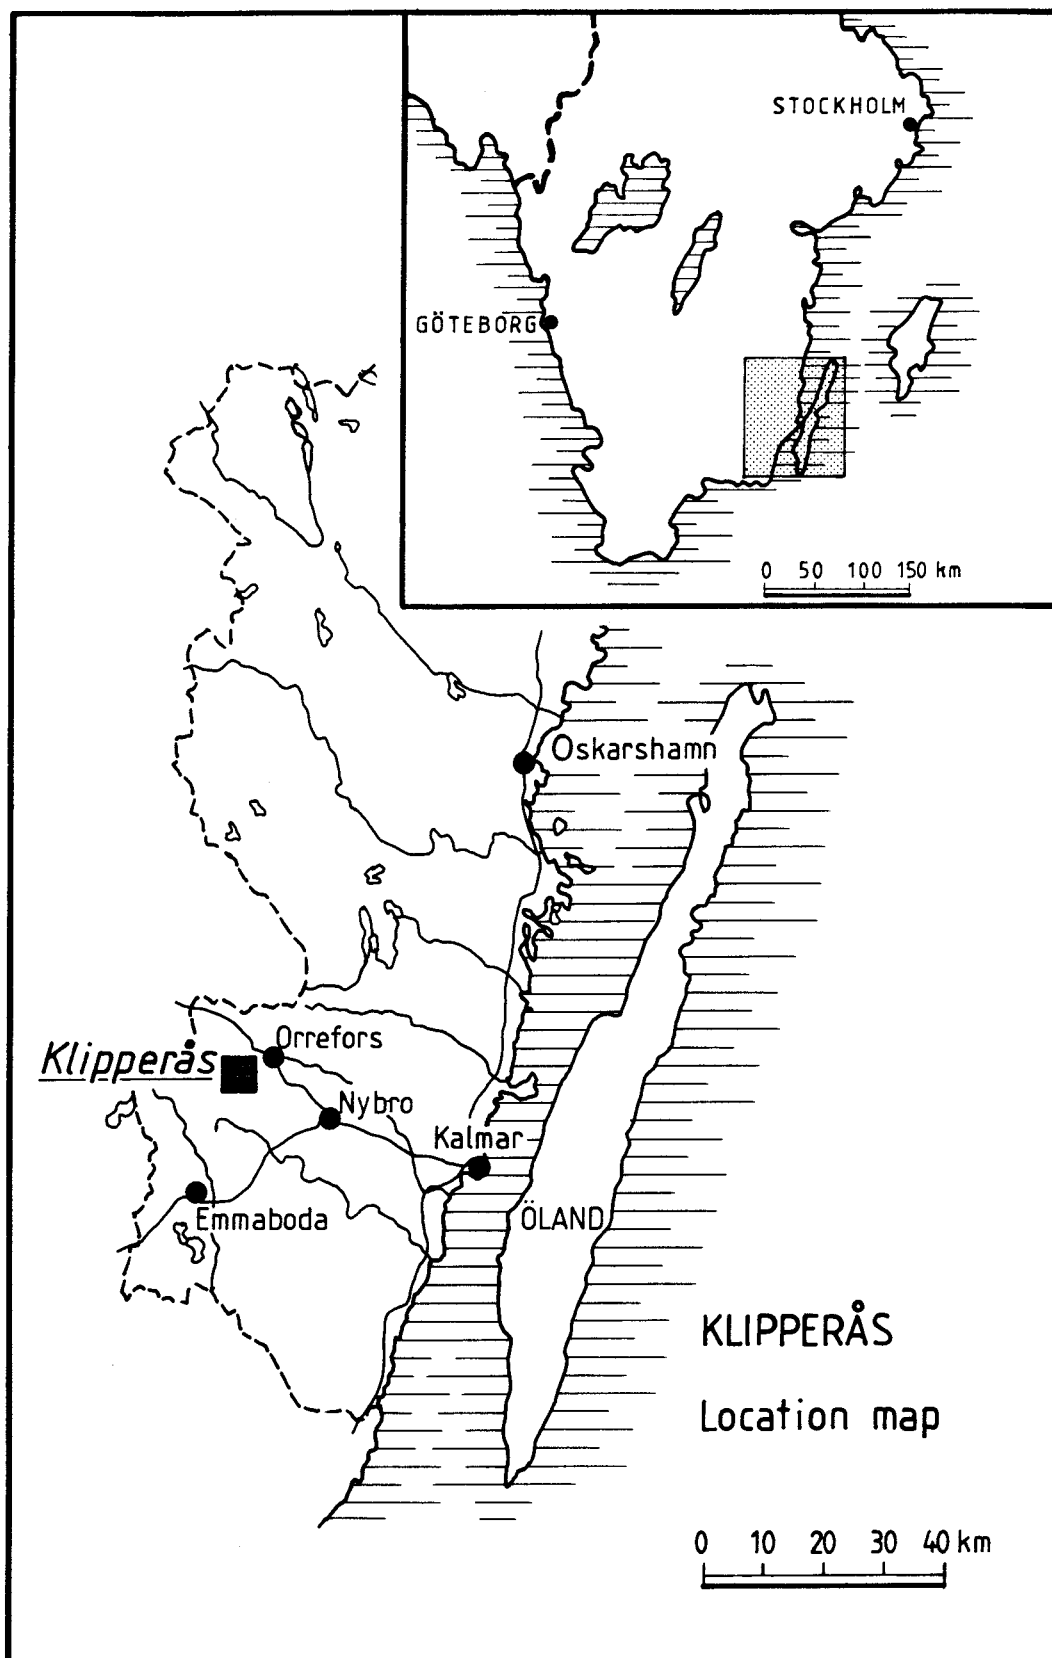 STOCKHOLM
GÖTEBORG
0 50 100 150 km
Oskarshamn
Orrefors
Klipperås
Nybro
Kalmar
Emmaboda
ÖLAND
KLIPPERÅS
Location map
0 10 20 30 40 km